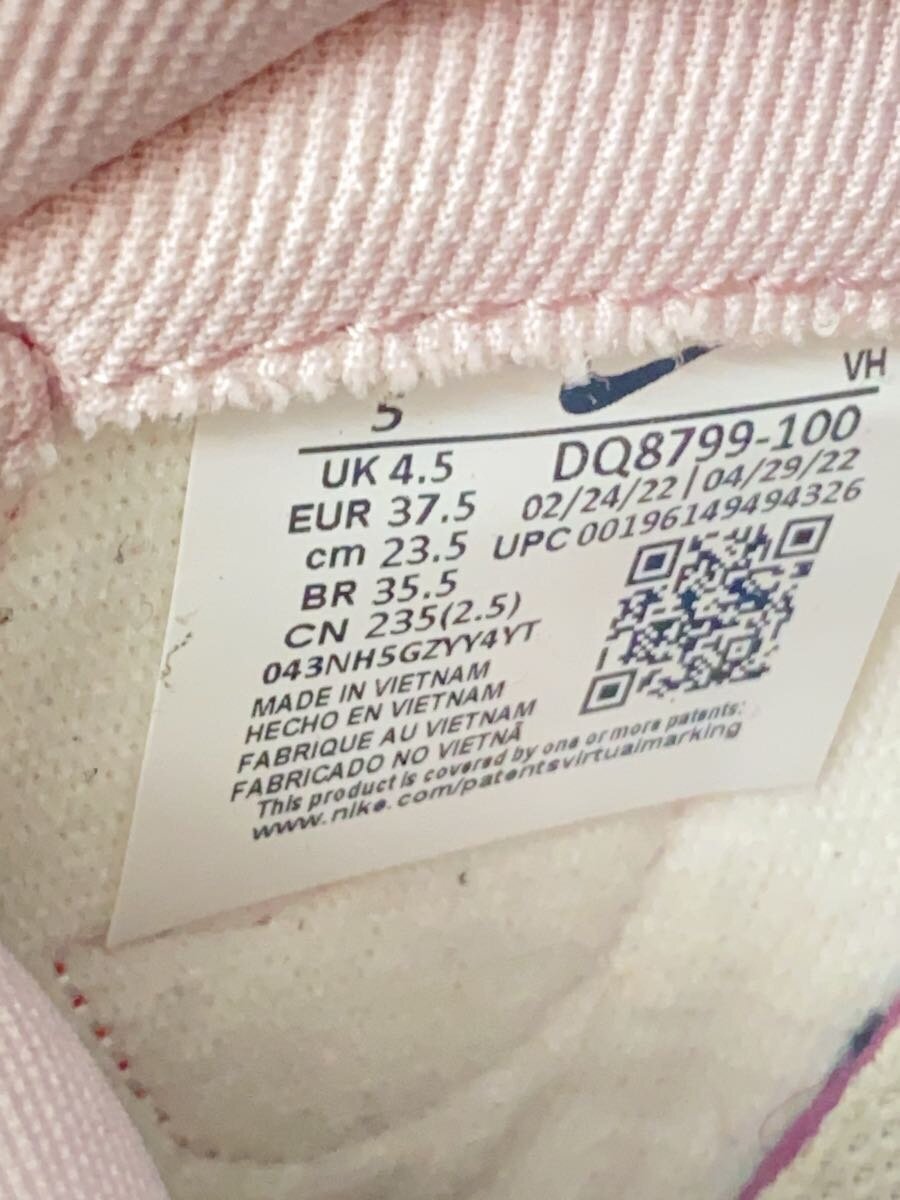 VH
5
UK 4.5
EUR 37.5
cm 23.5
BR 35.5
CN 235(2.5)
DQ8799-100
02/24/22 | 04/29/22
UPC 00196149494326
043NH5GZYY4YT
MADE IN VIETNAM
HECHO EN VIETNAM
FABRIQUE AU VIETNAM
FABRICADO NO VIETNÃ
This product is covered by one or more patents:
www.nike.com/patentsvirtualmarking